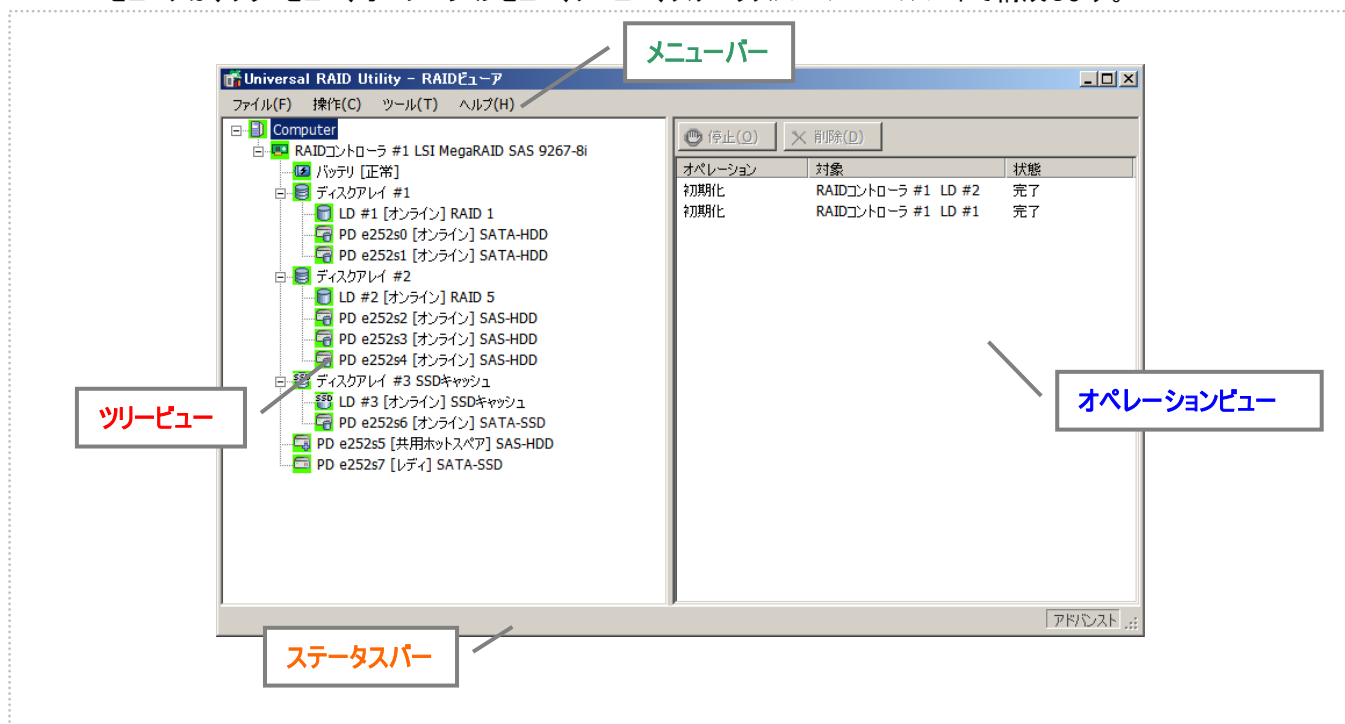 メニューバー
Universal RAID Utility - RAIDビューア
ファイル(F) 操作(C) ツール(T) ヘルプ(H)
Computer
RAIDコントローラ #1 LSI MegaRAID SAS 9267-8i
バッテリ [正常]
ディスクアレイ #1
LD #1 [オンライン] RAID 1
PD e252s0 [オンライン] SATA-HDD
PD e252s1 [オンライン] SATA-HDD
ディスクアレイ #2
LD #2 [オンライン] RAID 5
PD e252s2 [オンライン] SAS-HDD
PD e252s3 [オンライン] SAS-HDD
PD e252s4 [オンライン] SAS-HDD
ディスクアレイ #3 SSDキャッシュ
LD #3 [オンライン] SSDキャッシュ
PD e252s6 [オンライン] SATA-SSD
PD e252s5 [共用ホットスペア] SAS-HDD
PD e252s7 [レディ] SATA-SSD
停止(O) 削除(D)
オペレーション 対象 状態
初期化 RAIDコントローラ #1 LD #2 完了
初期化 RAIDコントローラ #1 LD #1 完了
ツリービュー
オペレーションビュー
アドバンスト
ステータスバー